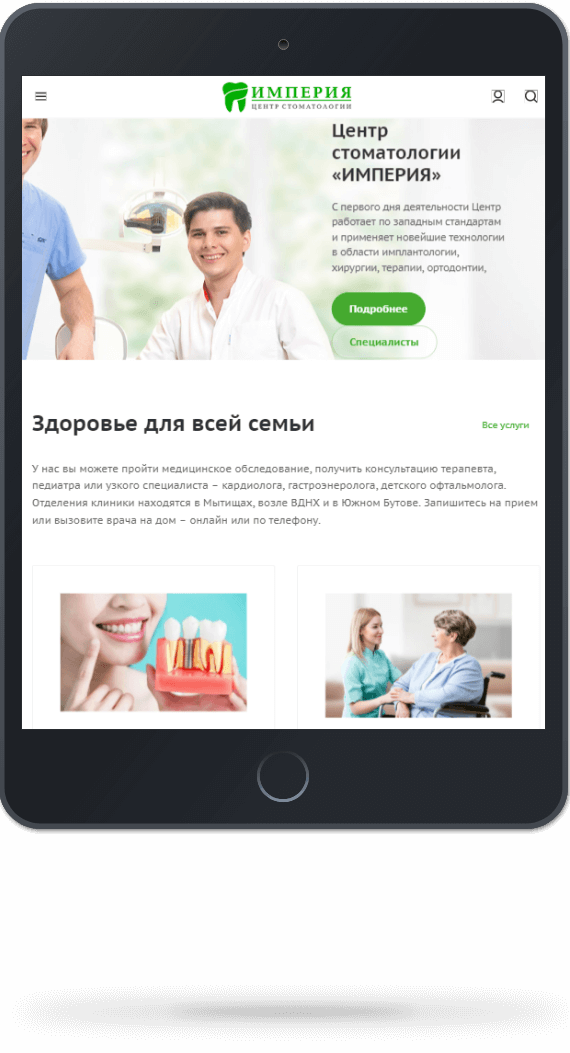 ИМПЕРИЯ
ЦЕНТР СТОМАТОЛОГИИ
Центр
стоматологии
«ИМПЕРИЯ»
С первого дня деятельности Центр
работает по западным стандартам
и применяет новейшие технологии
в области имплантологии,
хирургии, терапии, ортодонтии,
Подробнее
Специалисты
Здоровье для всей семьи
Все услуги
У нас вы можете пройти медицинское обследование, получить консультацию терапевта,
педиатра или узкого специалиста – кардиолога, гастроэнеролога, детского офтальмолога.
Отделения клиники находятся в Мытищах, возле ВДНХ и в Южном Бутове. Запишитесь на прием
или вызовите врача на дом – онлайн или по телефону.